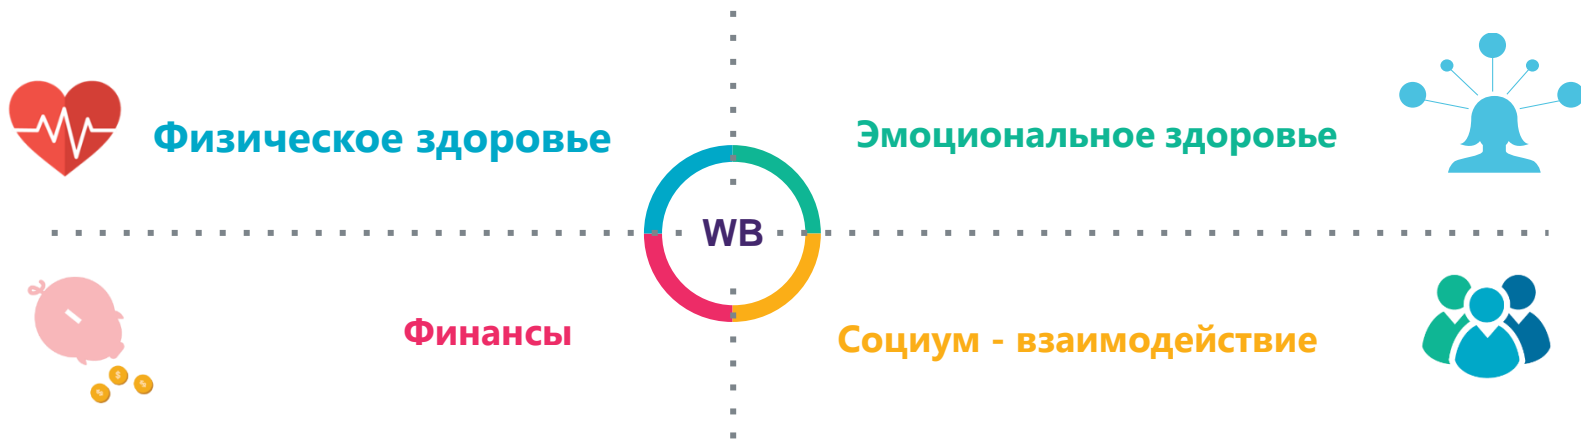 Физическое здоровье
Эмоциональное здоровье
WB
Финансы
Социум - взаимодействие